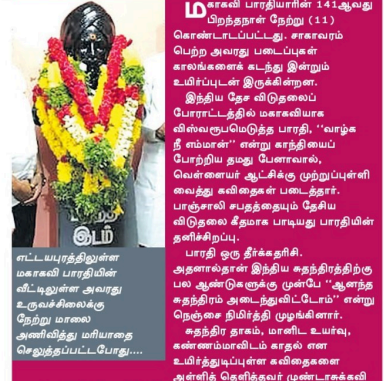 மகாகவி பாரதியாரின் 141ஆவது
பிறந்தநாள் நேற்று (11)
கொண்டாடப்பட்டது. சாகாவரம்
பெற்ற அவரது படைப்புகள்
காலங்களைக் கடந்து இன்றும்
உயிர்ப்புடன் இருக்கின்றன.
இந்திய தேச விடுதலைப்
போராட்டத்தில் மகாகவியாக
விஸ்வரூபமெடுத்த பாரதி, ‘‘வாழ்க
நீ எம்மான்’’ என்று காந்தியைப்
போற்றிய தமது பேனாவால்,
வெள்ளையர் ஆட்சிக்கு முற்றுப்புள்ளி
வைத்து கவிதைகள் படைத்தார்.
பாஞ்சாலி சபதத்தையும் தேசிய
விடுதலை கீதமாக பாடியது பாரதியின்
தனிச்சிறப்பு.
பாரதி ஒரு தீர்க்கதரிசி.
அதனால்தான் இந்திய சுதந்திரத்திற்கு
பல ஆண்டுகளுக்கு முன்பே ‘‘ஆனந்த
சுதந்திரம் அடைந்துவிட்டோம்’’ என்று
நெஞ்சை நிமிர்த்தி முழங்கினார்.
சுதந்திர தாகம், மானிட உயர்வு,
கண்ணம்மாவிடம் காதல் என
உயிர்த்துடிப்புள்ள கவிதைகளை
அள்ளித் தெளித்தவர் முண்டாசுக்கவி
இடம்
எட்டயபுரத்திலுள்ள
மகாகவி பாரதியின்
வீட்டிலுள்ள அவரது
உருவச்சிலைக்கு
நேற்று மாலை
அணிவித்து மரியாதை
செலுத்தப்பட்டபோது....